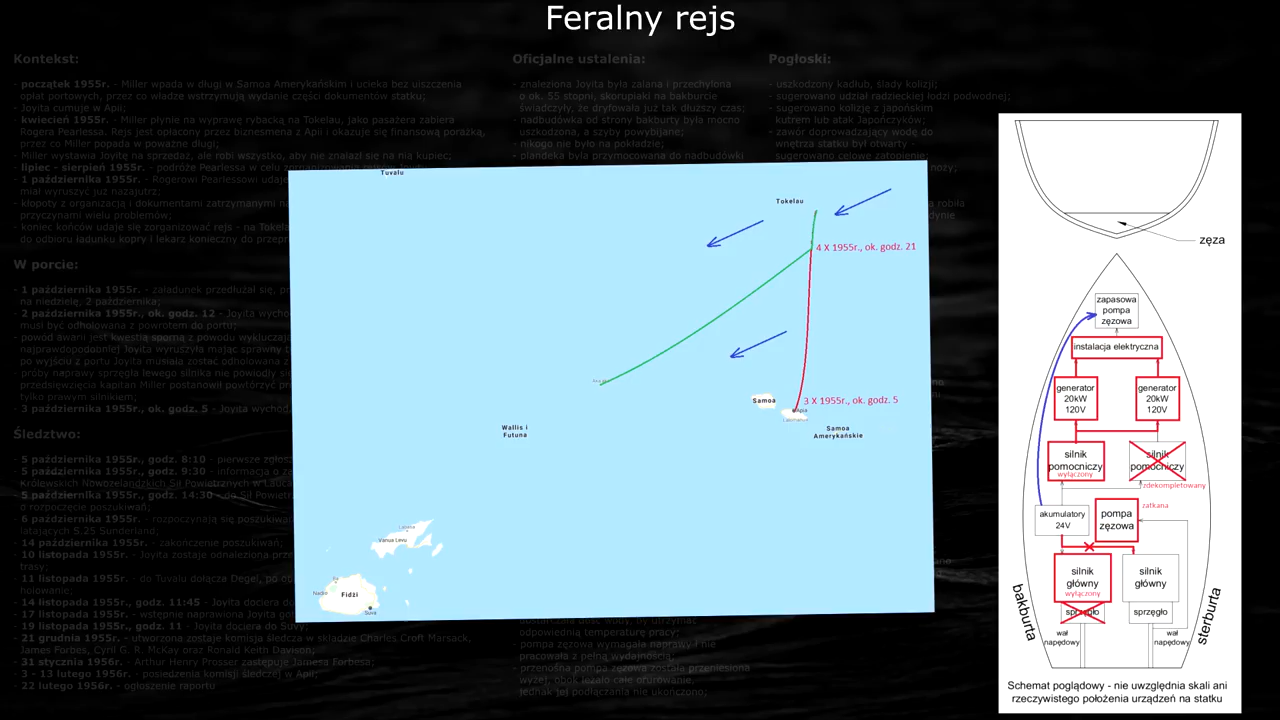 Feralny rejs
Kontekst:
- początek 1955r. - Miller wpada w długi w Samoa Amerykańskim i ucieka bez uiszczenia
opłat portowych, przez co władze wstrzymują wydanie części dokumentów statku;
- Joyita cumuje w Apii;
- kwiecień 1955r. - Miller płynie na wyprawę rybacką na Tokelau, jako pasażera zabiera
Rogera Pearlessa. Rejs jest opłacony przez biznesmena z Apii i okazuje się finansową porażką,
przez co Miller popada w poważne długi;
- Miller wystawia Joyitę na sprzedaż, ale robi wszystko, aby nie znalazł się na nią kupiec;
- lipiec - sierpień 1955r. - podróże Pearlessa w celu
- 1 października 1955r. - Rogerowi Pearlessowi udaje
miał wyruszyć już nazajutrz;
- kłopoty z organizacją i dokumentami zatrzymanymi
przyczynami wielu problemów;
- koniec końców udaje się zorganizować rejs - na
do odbioru ładunku kopry i lekarz konieczny do
W porcie:
- 1 października 1955r. - załadunek przedłużał się,
na niedzielę, 2 października;
- 2 października 1955r., ok. godz. 12 - Joyita
musi być odholowana z powrotem do portu;
- powód awarii jest kwestią sporną z powodu
najprawdopodobniej Joyita wyruszyła mając sprawny
po wyjściu z portu Joyita musiała zostać odholowana z
- próby naprawy sprzęgła lewego silnika nie powiodły
przedsięwzięcia kapitan Miller postanowił powtórzyć
tylko prawym silnikiem;
- 3 października 1955r., ok. godz. 5 - Joyita
Śledztwo:
- 5 października 1955r., godz. 8:10 - pierwsze
- 5 października 1955r., godz. 9:30 - informacja o
Królewskich Nowozelandzkich Sił Powietrznych w
- 5 października 1955r., godz. 14:30 - do Sił
o rozpoczęcie poszukiwań;
- 6 października 1955r. - rozpoczynają się
latających S.25 Sunderland;
- 14 października 1955r. - zakończenie poszukiwań;
- 10 listopada 1955r. - Joyita zostaje odnaleziona
trasy;
- 11 listopada 1955r. - do Tuvalu dołącza Degei, po
holowanie;
- 14 listopada 1955r., godz. 11:45 - Joyita dociera do
- 17 listopada 1955r. - wstępnie naprawiona Joyita
- 19 listopada 1955r., godz. 11 - Joyita dociera do Suvy;
- 21 grudnia 1955r. - utworzona zostaje komisja śledcza w składzie Charles Croft Marsack,
James Forbes, Cyril G. R. McKay oraz Ronald Keith Davison;
- 31 stycznia 1956r. - Arthur Henry Prosser zastępuje Jamesa Forbesa;
- 3 - 13 lutego 1956r. - posiedzenia komisji śledczej w Apii;
- 22 lutego 1956r. - ogłoszenie raportu
Oficjalne ustalenia:
- znaleziona Joyita była zalana i przechylona
o ok. 55 stopni, skorupiaki na bakburcie
świadczyły, że dryfowała już tak dłuższy czas;
- nadbudówka od strony bakburty była mocno
uszkodzona, a szyby powybijane;
- nikogo nie było na pokładzie;
- plandeka była przymocowana do nadbudówki
odpowiednią temperaturę pracy;
- pompa zęzowa wymagała naprawy i nie
pracowała z pełną wydajnością,
- przenośna pompa zęzowa została przeniesiona
wyżej, obok leżało całe orurowanie,
jednak jej podłączania nie ukończono;
Pogłoski:
- uszkodzony kadłub, ślady kolizji;
- sugerowano udział radzieckiej łodzi podwodnej;
- sugerowano kolizję z japońskim
kutrem lub atak Japończyków;
- zawór doprowadzający wodę do
wnętrza statku był otwarty -
sugerowano celowe zatopienie;
Tuvalu
Tokelau
4 X 1955r., ok. godz. 21
Samoa
3 X 1955r., ok. godz. 5
Apia
Samoa
Amerykańskie
Wallis i
Futuna
Labasa
Vanua Levu
Nadi
Fidżi
Suva
zęza
zapasowa
pompa
zęzowa
instalacja elektryczna
generator
20kW
120V
generator
20kW
120V
silnik
pomocniczy
wyłączony
silnik
pomocniczy
zdekompletowany
akumulatory
24V
pompa
zęzowa
zatkana
silnik
główny
wyłączony
silnik
główny
sprzęgło
sprzęgło
wał
napędowy
wał
napędowy
bakburta
sterburta
Schemat poglądowy - nie uwzględnia skali ani
rzeczywistego położenia urządzeń na statku